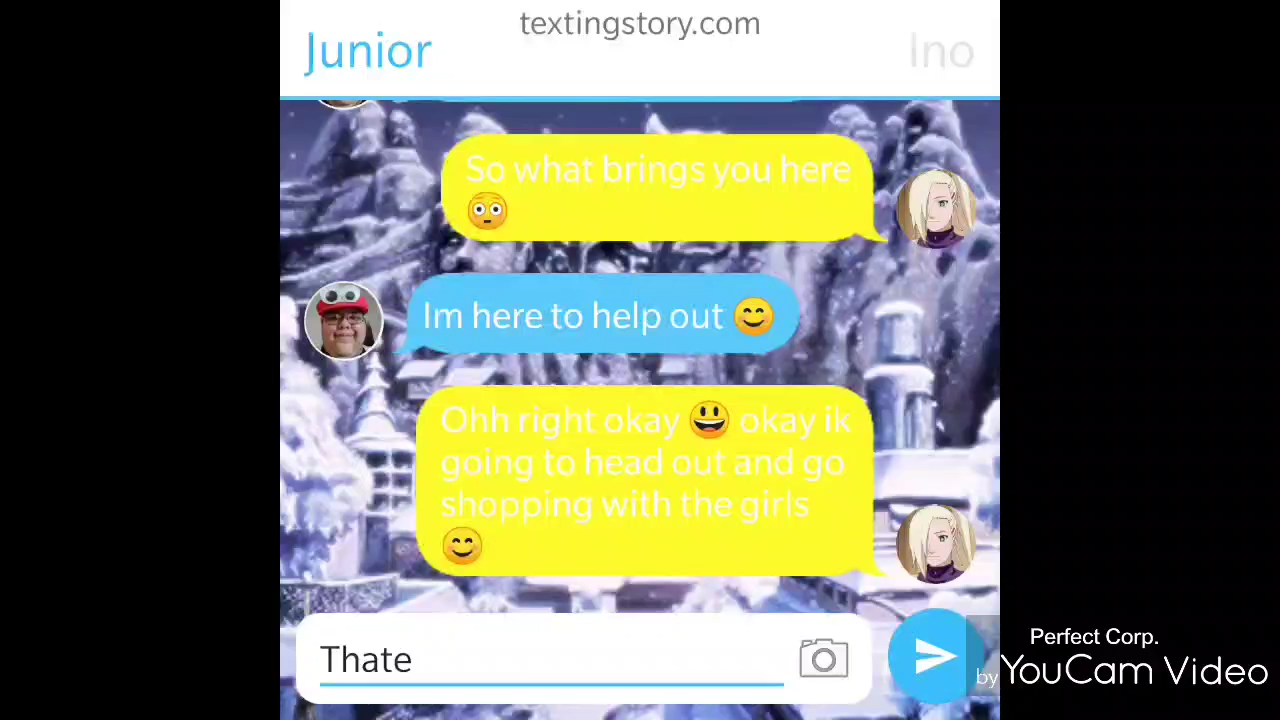 textingstory.com
Junior
Ino
So what brings you here
😳
Im here to help out 😊
Ohh right okay 😃 okay ik
going to head out and go
shopping with the girls
😊
Thate
Perfect Corp.
by YouCam Video